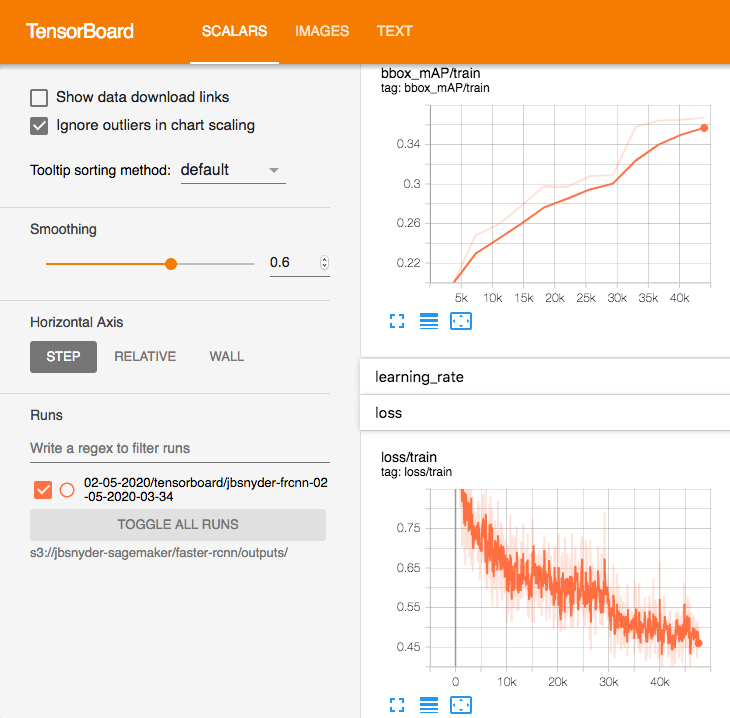 TensorBoard
SCALARS IMAGES TEXT
Show data download links
Ignore outliers in chart scaling
Tooltip sorting method: default
Smoothing
0.6
Horizontal Axis
STEP RELATIVE WALL
Runs
Write a regex to filter runs
02-05-2020/tensorboard/jbsnyder-frcnn-02
-05-2020-03-34
TOGGLE ALL RUNS
s3://jbsnyder-sagemaker/faster-rcnn/outputs/
bbox_mAP/train
tag: bbox_mAP/train
0.34
0.3
0.26
0.22
5k 10k 15k 20k 25k 30k 35k 40k
learning_rate
loss
loss/train
tag: loss/train
0.75
0.65
0.55
0.45
0 10k 20k 30k 40k